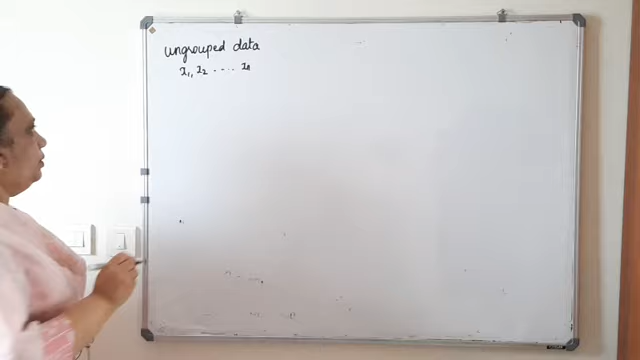 ungrouped data
x₁, x₂ ..... xₙ